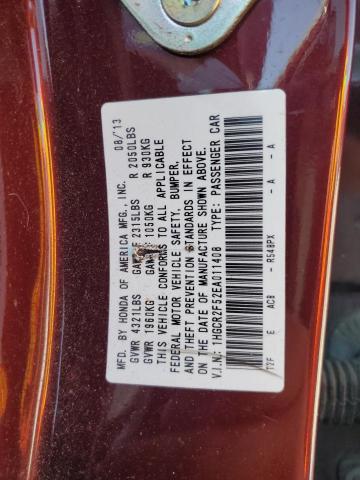 MFD. BY HONDA OF AMERICA MFG., INC. 08/'13
GVWR 4321LBS GAWR F 2315LBS R 2050LBS
GVWR 1960KG GAWR F 1050KG R 930KG
THIS VEHICLE CONFORMS TO ALL APPLICABLE
FEDERAL MOTOR VEHICLE SAFETY, BUMPER,
AND THEFT PREVENTION STANDARDS IN EFFECT
ON THE DATE OF MANUFACTURE SHOWN ABOVE.
V.I.N: 1HGCR2F52EA011408 TYPE: PASSENGER CAR
T2F E AC8 - R548PX - A - A